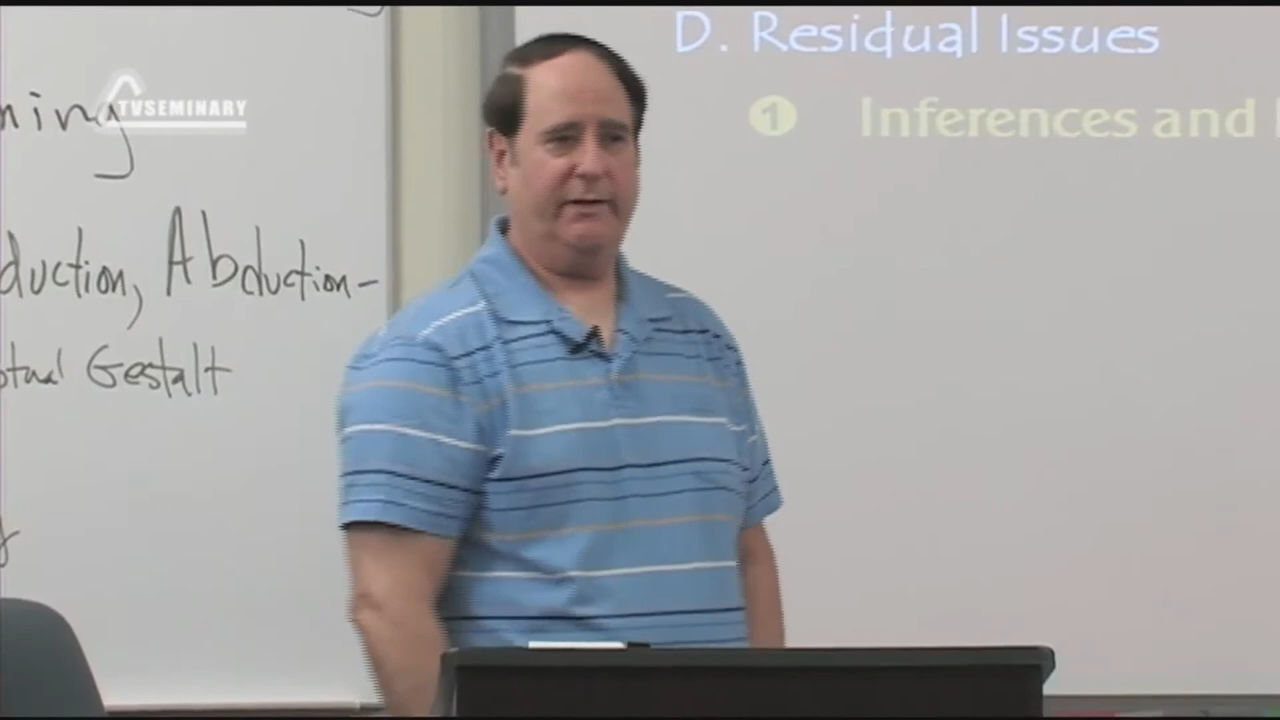 TVSEMINARY
D. Residual Issues
1 Inferences and
ning
duction, Abduction-
Gestalt